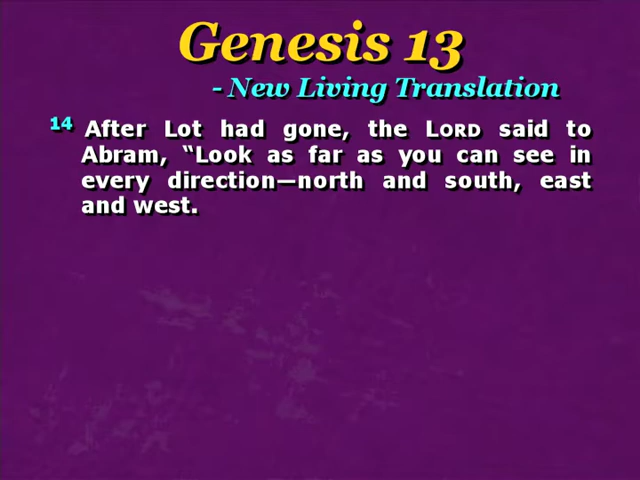 Genesis 13
- New Living Translation
14 After Lot had gone, the LORD said to
Abram, “Look as far as you can see in
every direction—north and south, east
and west.